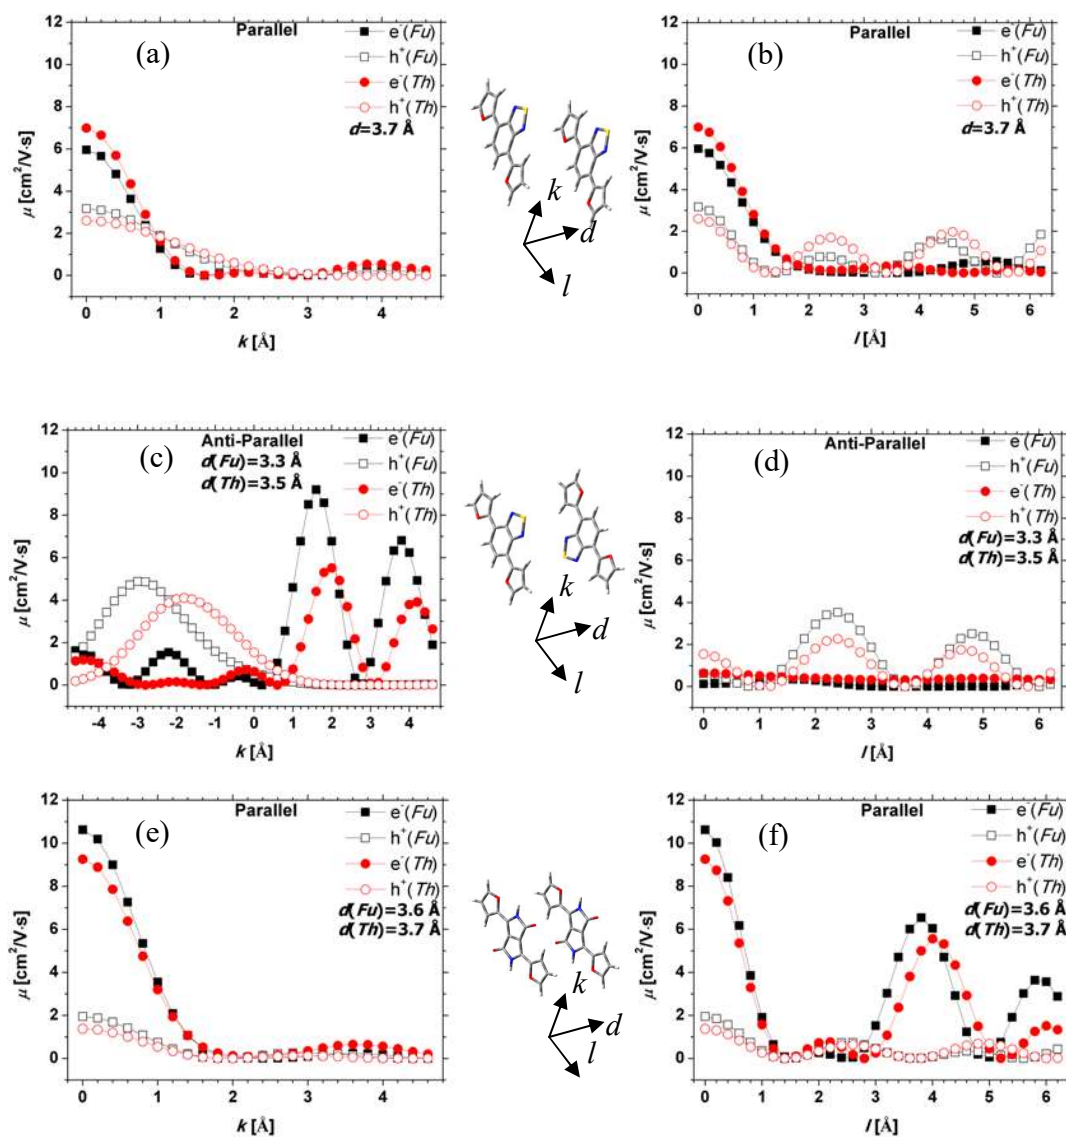 (a)
Parallel
e⁻(Fu)
h⁺(Fu)
e⁻(Th)
h⁺(Th)
d=3.7 Å
μ [cm²/V·s]
12
10
8
6
4
2
0
0 1 2 3 4
k [Å]
k
d
l
(b)
Parallel
e⁻(Fu)
h⁺(Fu)
e⁻(Th)
h⁺(Th)
d=3.7 Å
μ [cm²/V·s]
12
10
8
6
4
2
0
0 1 2 3 4 5 6
l [Å]
(c)
Anti-Parallel
d(Fu)=3.3 Å
d(Th)=3.5 Å
e⁻(Fu)
h⁺(Fu)
e⁻(Th)
h⁺(Th)
μ [cm²/V·s]
12
10
8
6
4
2
0
-4 -3 -2 -1 0 1 2 3 4
k [Å]
k
d
l
(d)
Anti-Parallel
e⁻(Fu)
h⁺(Fu)
e⁻(Th)
h⁺(Th)
d(Fu)=3.3 Å
d(Th)=3.5 Å
μ [cm²/V·s]
12
10
8
6
4
2
0
0 1 2 3 4 5 6
l [Å]
(e)
Parallel
e⁻(Fu)
h⁺(Fu)
e⁻(Th)
h⁺(Th)
d(Fu)=3.6 Å
d(Th)=3.7 Å
μ [cm²/V·s]
12
10
8
6
4
2
0
0 1 2 3 4
k [Å]
k
d
l
(f)
Parallel
e⁻(Fu)
h⁺(Fu)
e⁻(Th)
h⁺(Th)
d(Fu)=3.6 Å
d(Th)=3.7 Å
μ [cm²/V·s]
12
10
8
6
4
2
0
0 1 2 3 4 5 6
l [Å]